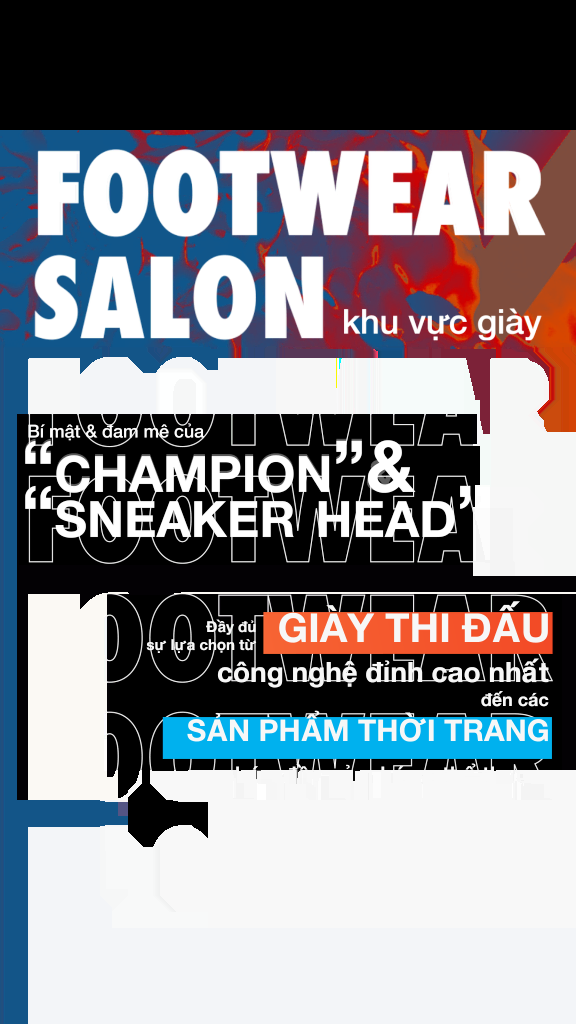 FOOTWEAR
SALON
khu vực giày
Bí mật & đam mê của
“CHAMPION” &
“SNEAKER HEAD”
FOOTWEAR
Đầy đủ
sự lựa chọn từ
GIÀY THI ĐẤU
công nghệ đỉnh cao nhất
đến các
SẢN PHẨM THỜI TRANG